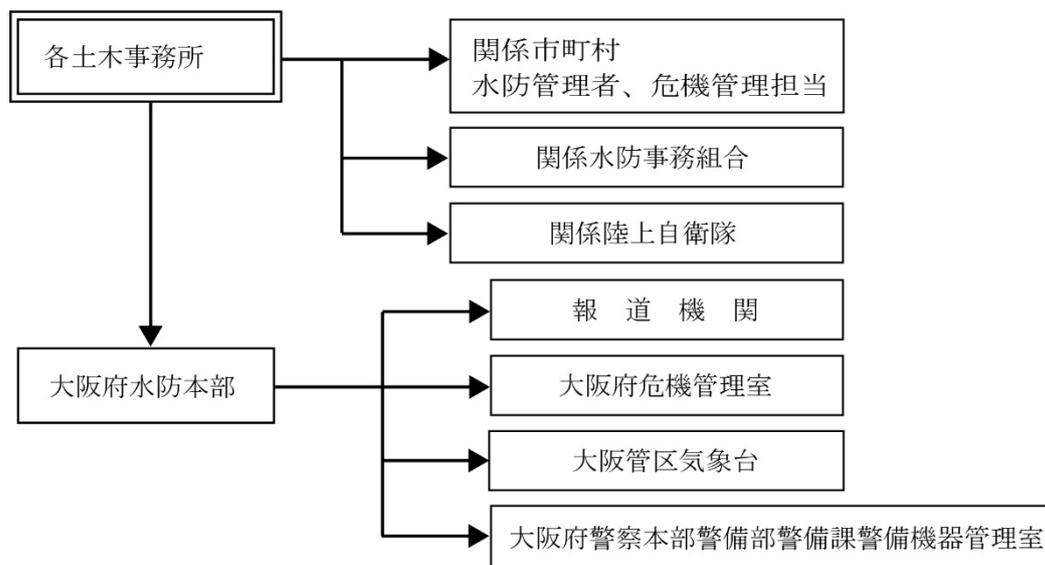 各土木事務所
関係市町村
水防管理者、危機管理担当
関係水防事務組合
関係陸上自衛隊
報　道　機　関
大阪府水防本部
大阪府危機管理室
大阪管区気象台
大阪府警察本部警備部警備課警備機器管理室